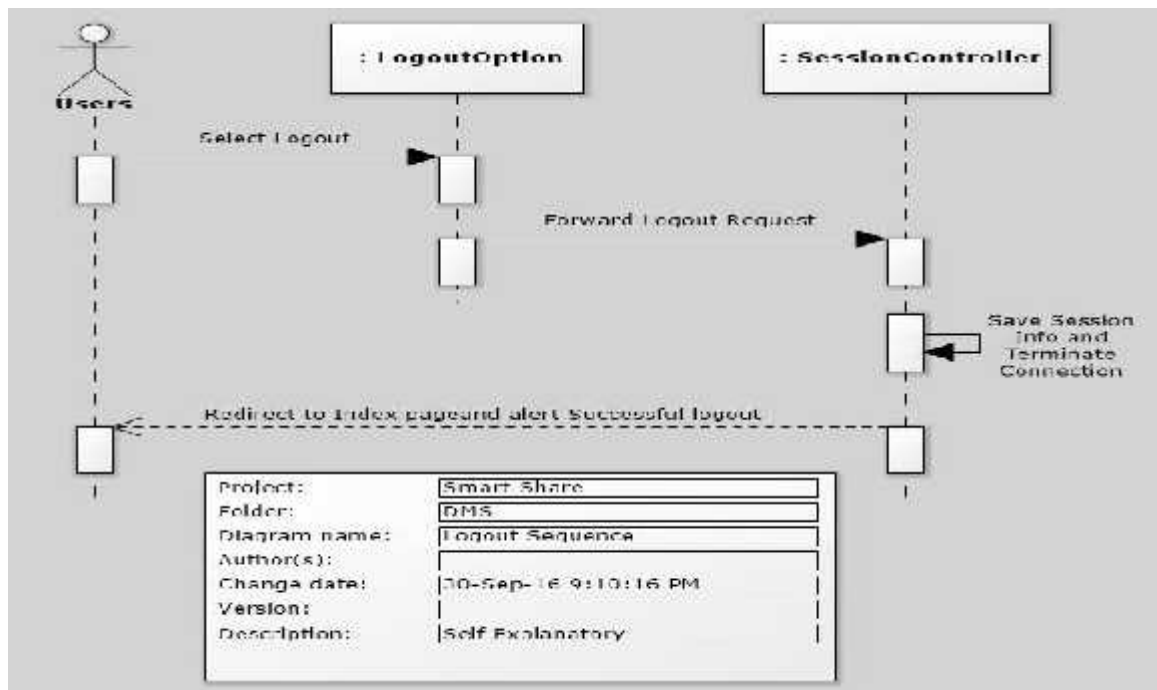 Users
: LogoutOption
: SessionController
Select Logout
Forward Logout Request
Save Session
Info and
Terminate
Connection
Redirect to Index pageand alert Successful logout
Project: Smart Share
Folder: DMS
Diagram name: Logout Sequence
Author(s):
Change date: 30-Sep-16 9:10:16 PM
Version:
Description: Self Explanatory